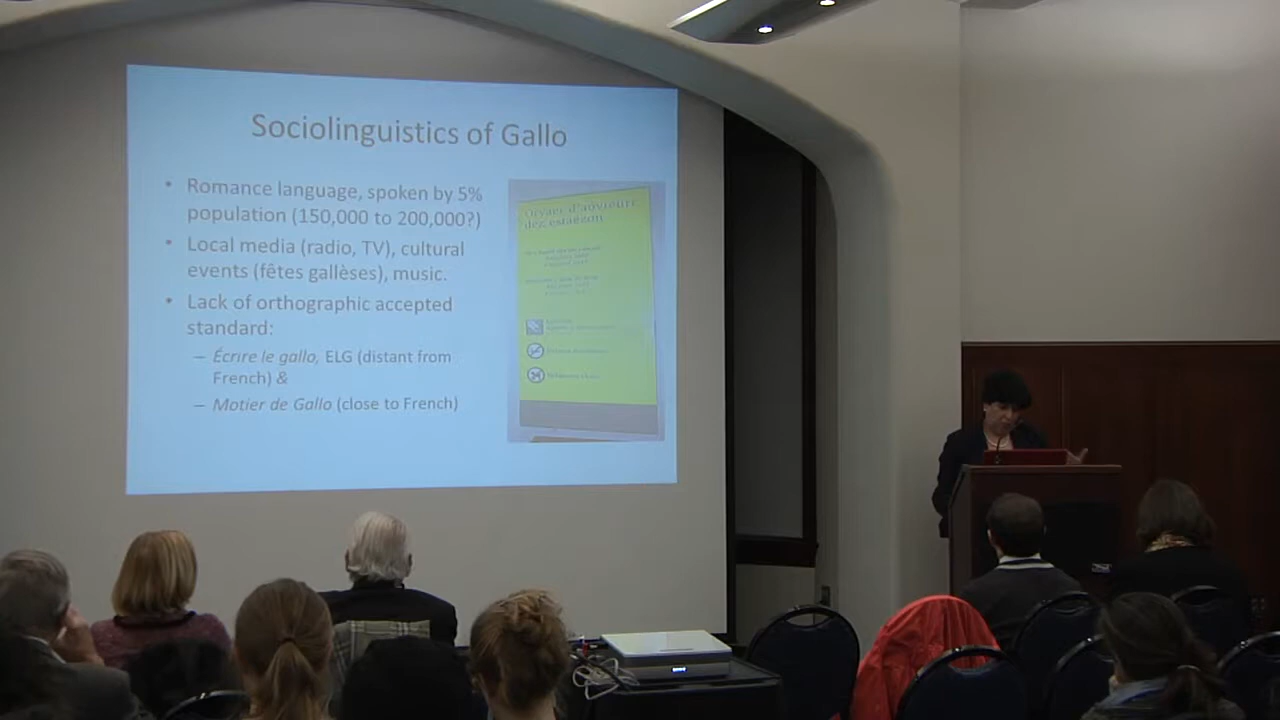 Sociolinguistics of Gallo
• Romance language, spoken by 5%
population (150,000 to 200,000?)
• Local media (radio, TV), cultural
events (fêtes gallèses), music.
• Lack of orthographic accepted
standard:
– Écrire le gallo, ELG (distant from
French) &
– Motier de Gallo (close to French)